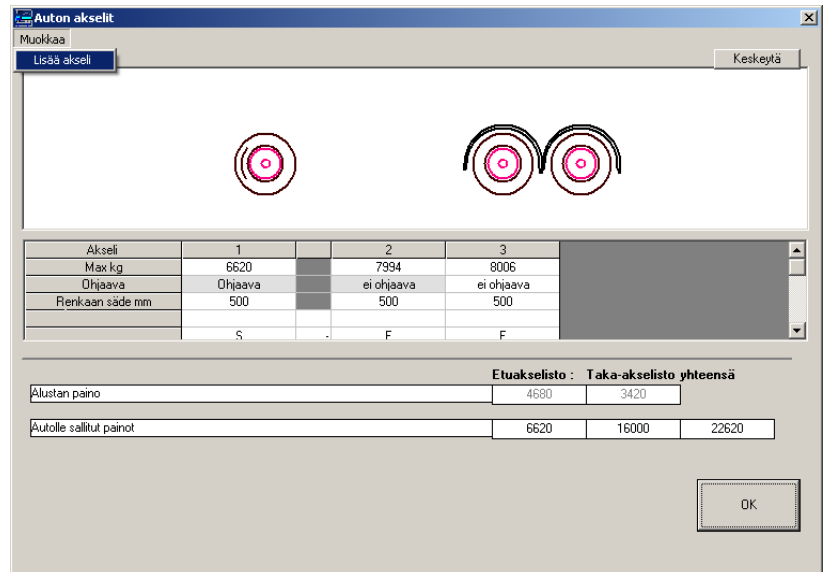 Auton akselit
Muokkaa
Lisää akseli
Keskeytä
Akseli 1 2 3
Max kg 6620 7994 8006
Ohjaava Ohjaava ei ohjaava ei ohjaava
Renkaan säde mm 500 500 500
S - F F
Etuakselisto : Taka-akselisto yhteensä
Alustan paino 4680 3420
Autolle sallitut painot 6620 16000 22620
OK